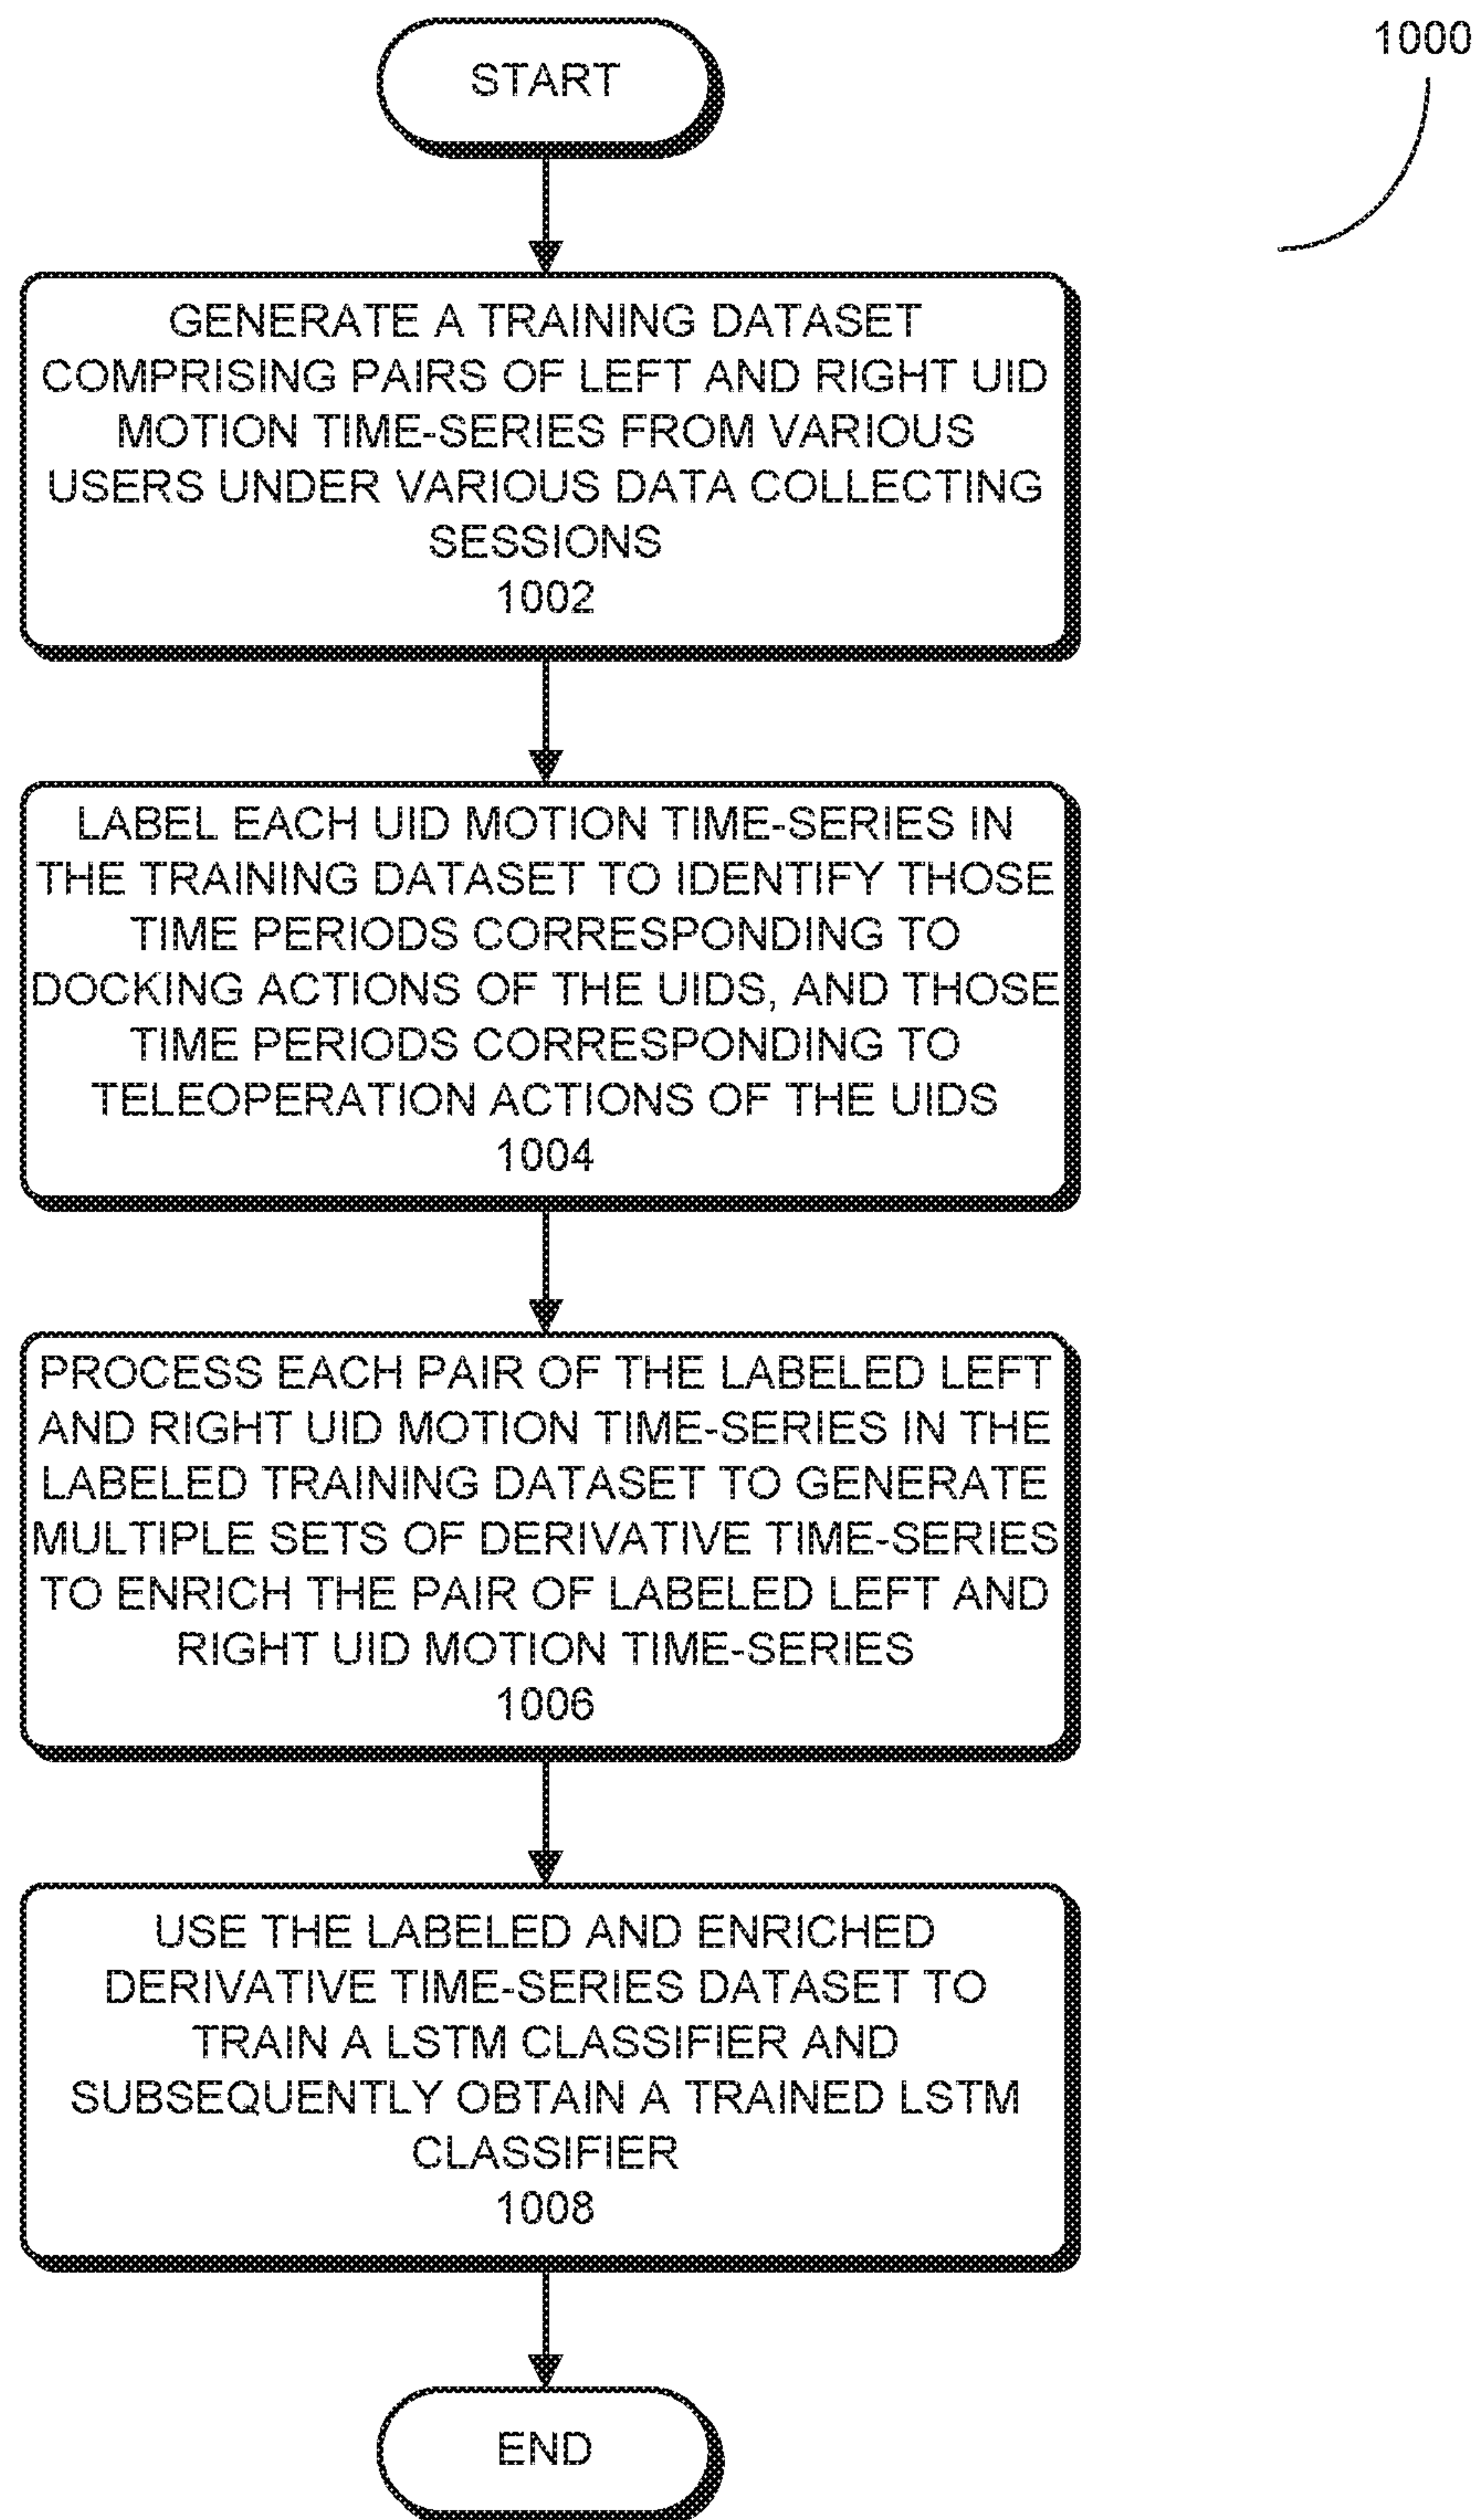 1000
START
GENERATE A TRAINING DATASET
COMPRISING PAIRS OF LEFT AND RIGHT UID
MOTION TIME-SERIES FROM VARIOUS
USERS UNDER VARIOUS DATA COLLECTING
SESSIONS
1002
LABEL EACH UID MOTION TIME-SERIES IN
THE TRAINING DATASET TO IDENTIFY THOSE
TIME PERIODS CORRESPONDING TO
DOCKING ACTIONS OF THE UIDS, AND THOSE
TIME PERIODS CORRESPONDING TO
TELEOPERATION ACTIONS OF THE UIDS
1004
PROCESS EACH PAIR OF THE LABELED LEFT
AND RIGHT UID MOTION TIME-SERIES IN THE
LABELED TRAINING DATASET TO GENERATE
MULTIPLE SETS OF DERIVATIVE TIME-SERIES
TO ENRICH THE PAIR OF LABELED LEFT AND
RIGHT UID MOTION TIME-SERIES
1006
USE THE LABELED AND ENRICHED
DERIVATIVE TIME-SERIES DATASET TO
TRAIN A LSTM CLASSIFIER AND
SUBSEQUENTLY OBTAIN A TRAINED LSTM
CLASSIFIER
1008
END